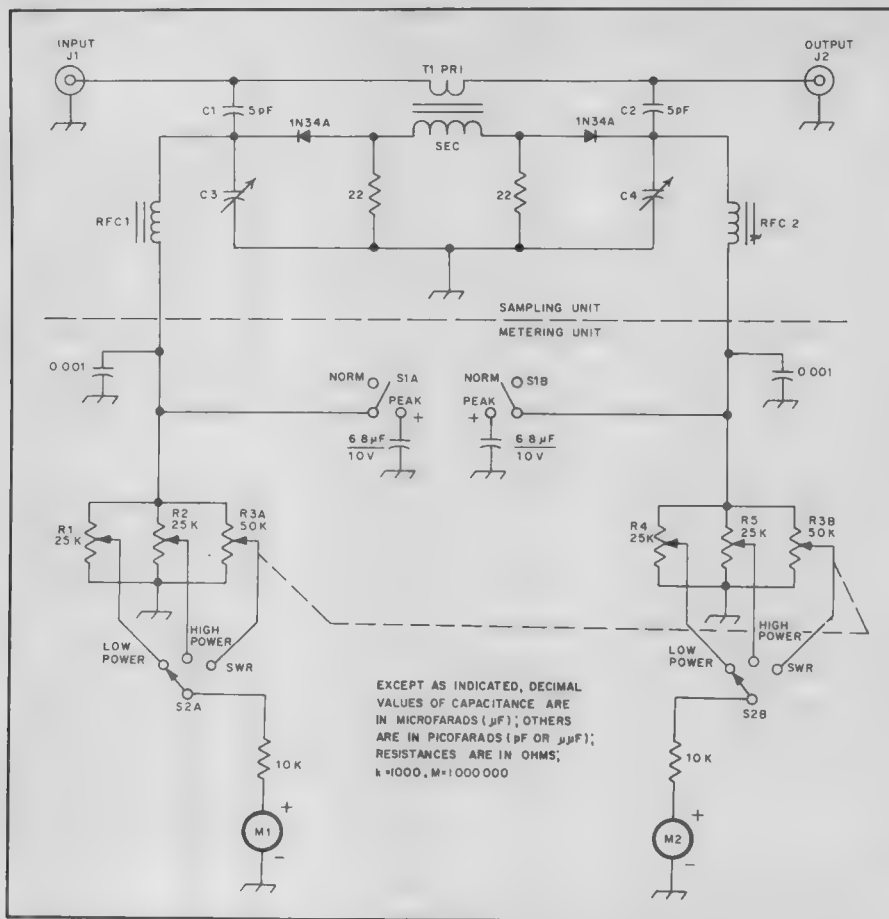 INPUT
J1
OUTPUT
J2
T1 PRI
C1
5pF
C2
5pF
1N34A
1N34A
SEC
C3
22
22
C4
RFC1
RFC 2
SAMPLING UNIT
METERING UNIT
0.001
NORM
S1A
NORM
S1B
0.001
PEAK
+
PEAK
+
6.8µF
10V
6.8µF
10V
R1
25K
R2
25K
R3A
50K
R4
25K
R5
25K
R3B
50K
LOW
POWER
HIGH
POWER
SWR
LOW
POWER
HIGH
POWER
SWR
S2A
S2B
EXCEPT AS INDICATED, DECIMAL
VALUES OF CAPACITANCE ARE
IN MICROFARADS (µF); OTHERS
ARE IN PICOFARADS (pF OR µµF);
RESISTANCES ARE IN OHMS;
k=1000, M=1000000
10K
10K
+
M1
-
+
M2
-